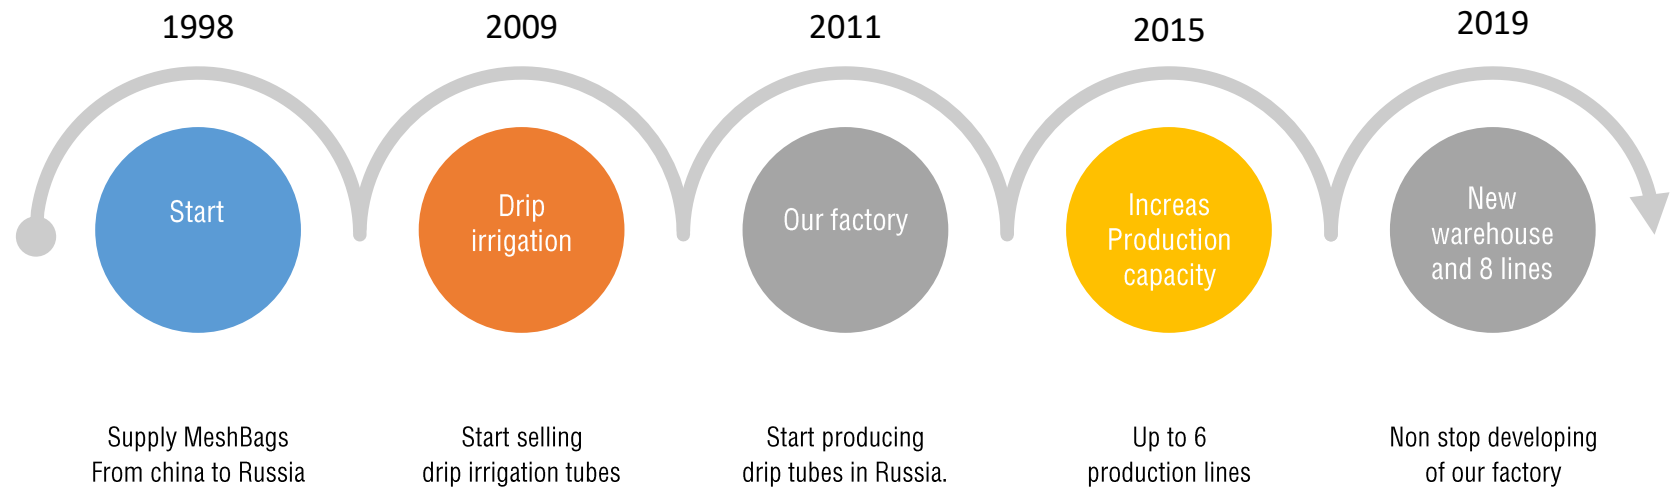 1998
Start
Supply MeshBags
From china to Russia
2009
Drip
irrigation
Start selling
drip irrigation tubes
2011
Our factory
Start producing
drip tubes in Russia.
2015
Increas
Production
capacity
Up to 6
production lines
2019
New
warehouse
and 8 lines
Non stop developing
of our factory